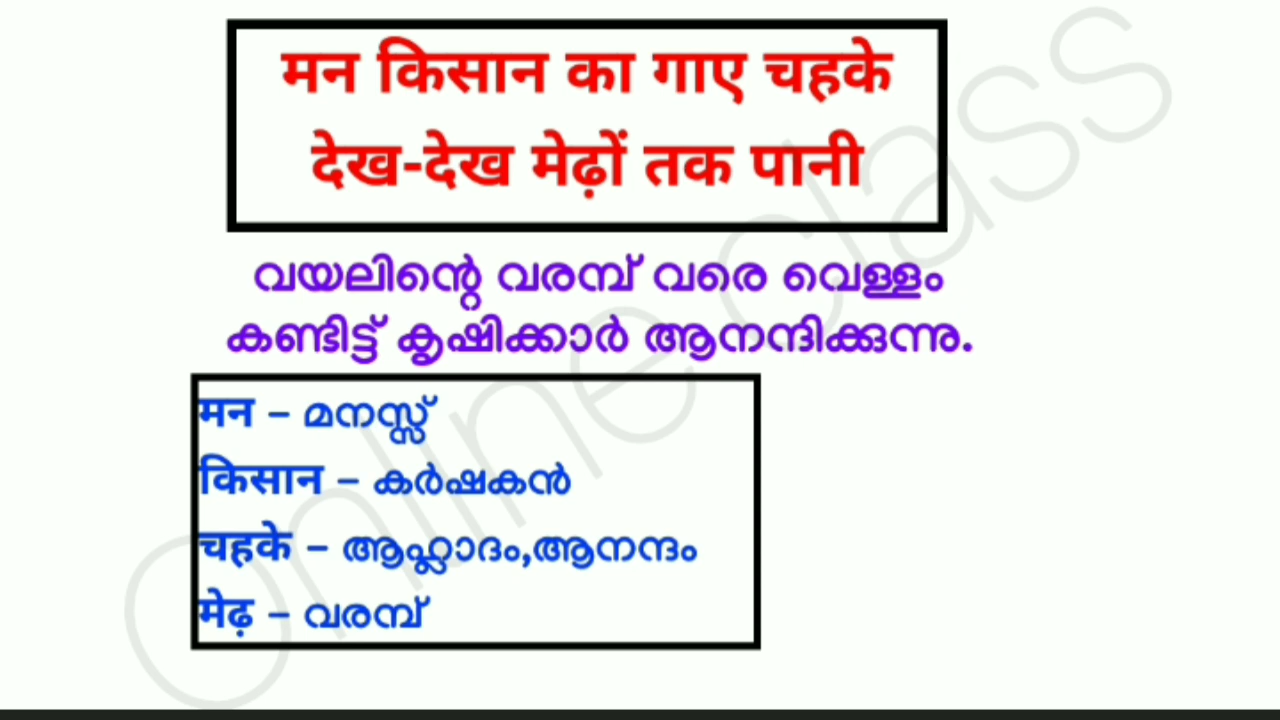 मन किसान का गाए चहके
देख-देख मेढ़ों तक पानी
വയലിന്റെ വരമ്പ് വരെ വെള്ളം
കണ്ടിട്ട് കൃഷിക്കാർ ആനന്ദിക്കുന്നു.
मन – മനസ്സ്
किसान – കർഷകൻ
चहके – ആഹ്ലാദം,ആനന്ദം
मेढ़ – വരമ്പ്
Online class